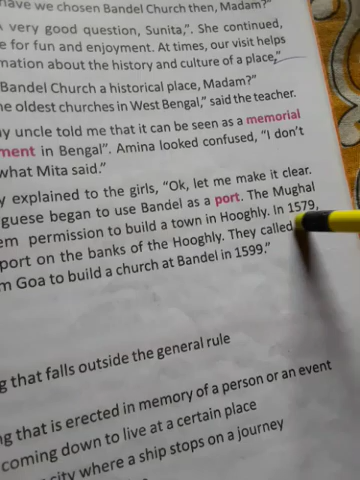 have we chosen Bandel Church then, Madam?"
very good question, Sunita,". She continued,
e for fun and enjoyment. At times, our visit helps
mation about the history and culture of a place,"
Bandel Church a historical place, Madam?"
he oldest churches in West Bengal," said the teacher.
y uncle told me that it can be seen as a memorial
ment in Bengal". Amina looked confused, "I don't
what Mita said."
y explained to the girls, "Ok, let me make it clear.
guese began to use Bandel as a port. The Mughal
em permission to build a town in Hooghly. In 1579,
port on the banks of the Hooghly. They called
m Goa to build a church at Bandel in 1599."
g that falls outside the general rule
ng that is erected in memory of a person or an event
coming down to live at a certain place
city where a ship stops on a journey